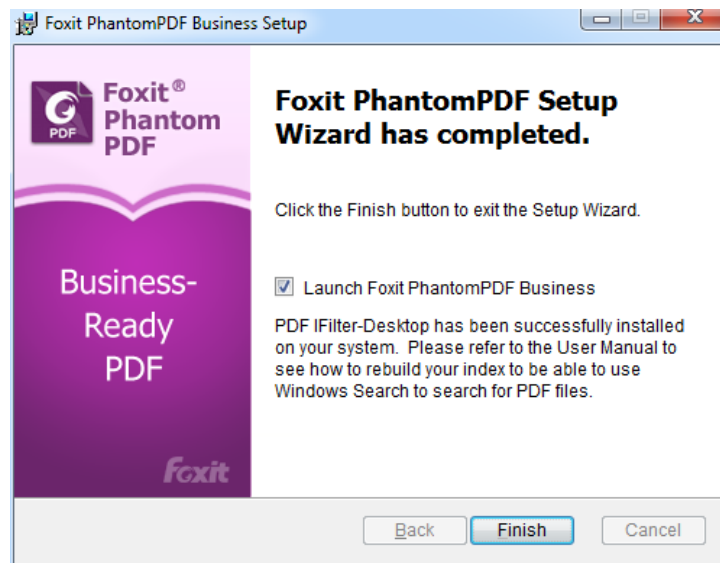 Foxit PhantomPDF Business Setup
Foxit®
Phantom
PDF
PDF
Foxit PhantomPDF Setup
Wizard has completed.
Click the Finish button to exit the Setup Wizard.
Business-
Ready
PDF
Launch Foxit PhantomPDF Business
PDF IFilter-Desktop has been successfully installed
on your system. Please refer to the User Manual to
see how to rebuild your index to be able to use
Windows Search to search for PDF files.
Foxit
Back Finish Cancel